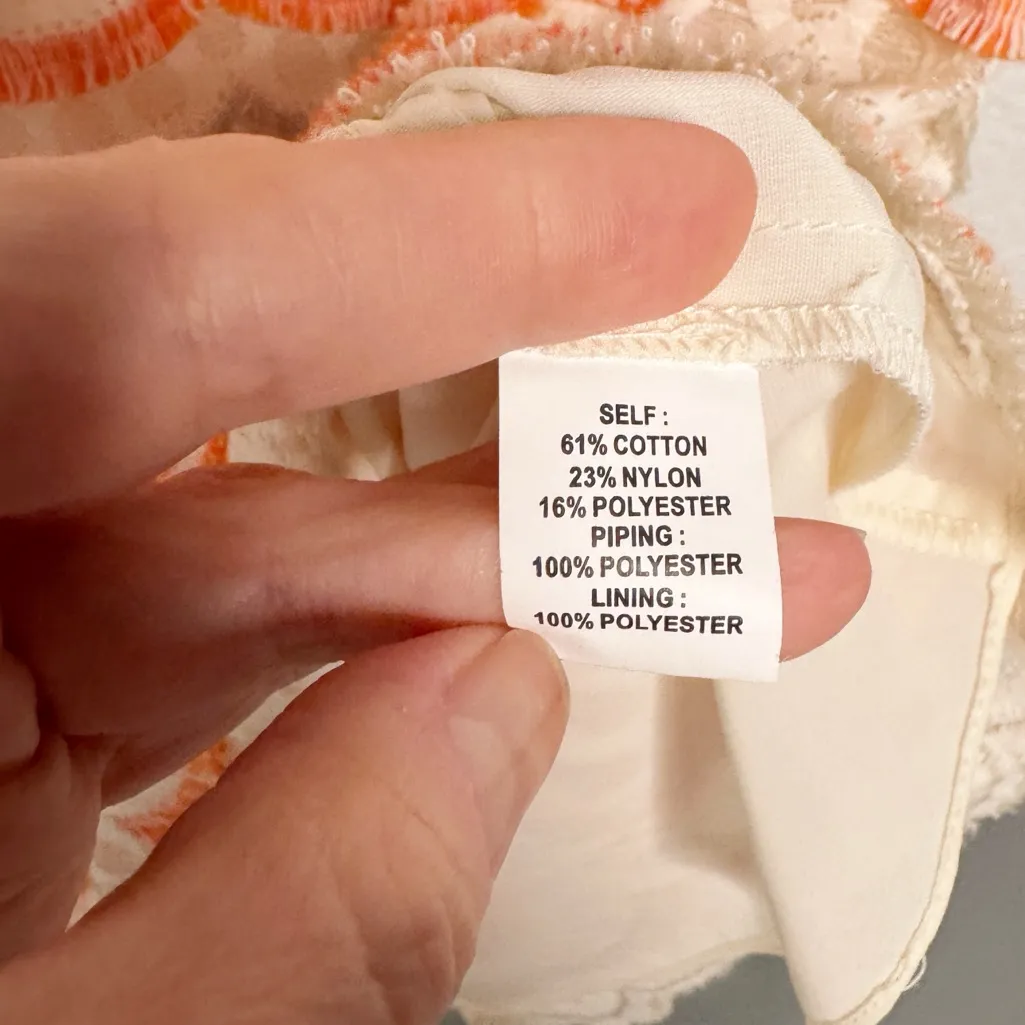 SELF :
61% COTTON
23% NYLON
16% POLYESTER
PIPING :
100% POLYESTER
LINING :
100% POLYESTER